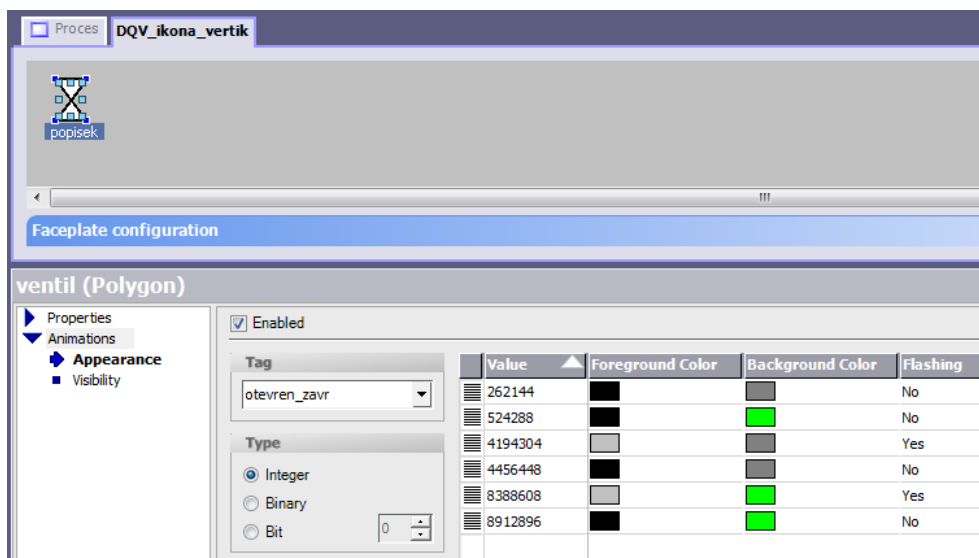 Proces DQV_ikona_vertik
popisek
Faceplate configuration
ventil (Polygon)
Properties
Animations
Appearance
Visibility
Enabled
Tag
otevren_zavr
Type
Integer
Binary
Bit 0
Value Foreground Color Background Color Flashing
262144 No
524288 No
4194304 Yes
4456448 No
8388608 Yes
8912896 No